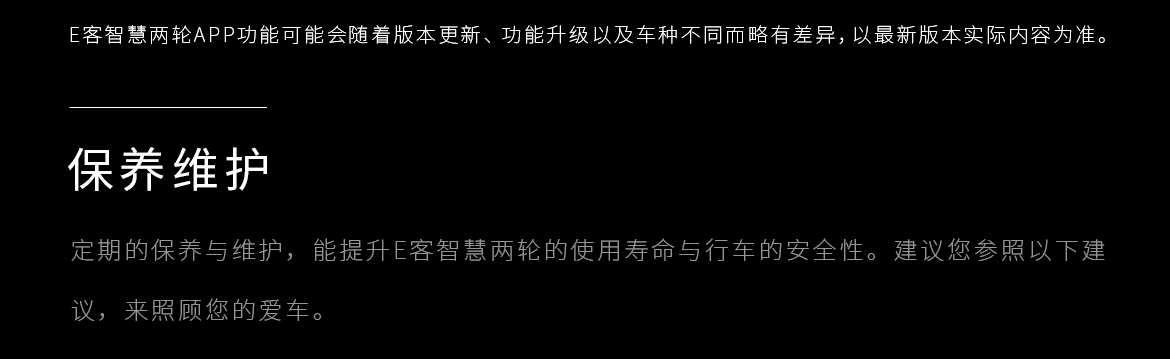 E客智慧两轮APP功能可能会随着版本更新、功能升级以及车种不同而略有差异，以最新版本实际内容为准。
保养维护
定期的保养与维护，能提升E客智慧两轮的使用寿命与行车的安全性。建议您参照以下建
议，来照顾您的爱车。